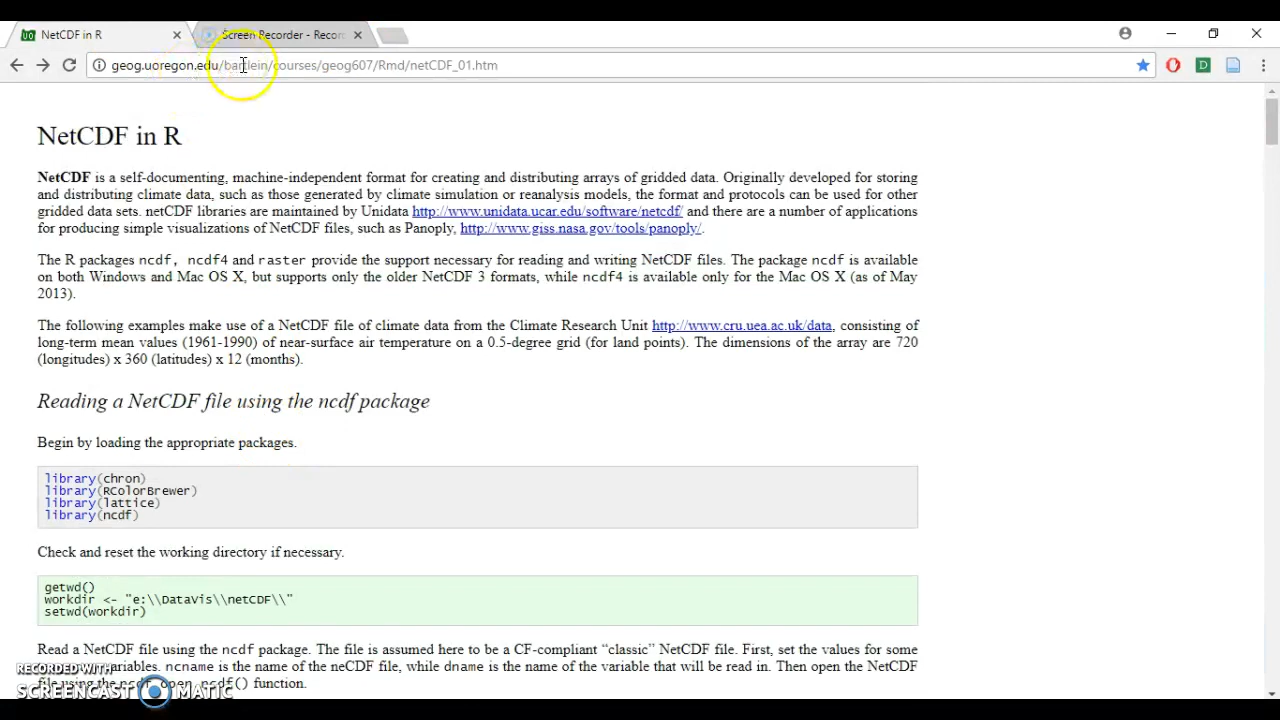 NetCDF in R
Screen Recorder - Record
geog.uoregon.edu/bartlein/courses/geog607/Rmd/netCDF_01.htm
NetCDF in R
NetCDF is a self-documenting, machine-independent format for creating and distributing arrays of gridded data. Originally developed for storing
and distributing climate data, such as those generated by climate simulation or reanalysis models, the format and protocols can be used for other
gridded data sets. netCDF libraries are maintained by Unidata http://www.unidata.ucar.edu/software/netcdf/ and there are a number of applications
for producing simple visualizations of NetCDF files, such as Panoply, http://www.giss.nasa.gov/tools/panoply/.
The R packages ncdf, ncdf4 and raster provide the support necessary for reading and writing NetCDF files. The package ncdf is available
on both Windows and Mac OS X, but supports only the older NetCDF 3 formats, while ncdf4 is available only for the Mac OS X (as of May
2013).
The following examples make use of a NetCDF file of climate data from the Climate Research Unit http://www.cru.uea.ac.uk/data, consisting of
long-term mean values (1961-1990) of near-surface air temperature on a 0.5-degree grid (for land points). The dimensions of the array are 720
(longitudes) x 360 (latitudes) x 12 (months).
Reading a NetCDF file using the ncdf package
Begin by loading the appropriate packages.
library(chron)
library(RColorBrewer)
library(lattice)
library(ncdf)
Check and reset the working directory if necessary.
getwd()
workdir <- "e:\\DataVis\\netCDF\\"
setwd(workdir)
Read a NetCDF file using the ncdf package. The file is assumed here to be a CF-compliant “classic” NetCDF file. First, set the values for some
variables. ncname is the name of the neCDF file, while dname is the name of the variable that will be read in. Then open the NetCDF
file using the open.ncdf() function.
RECORDED WITH
SCREENCAST MATIC